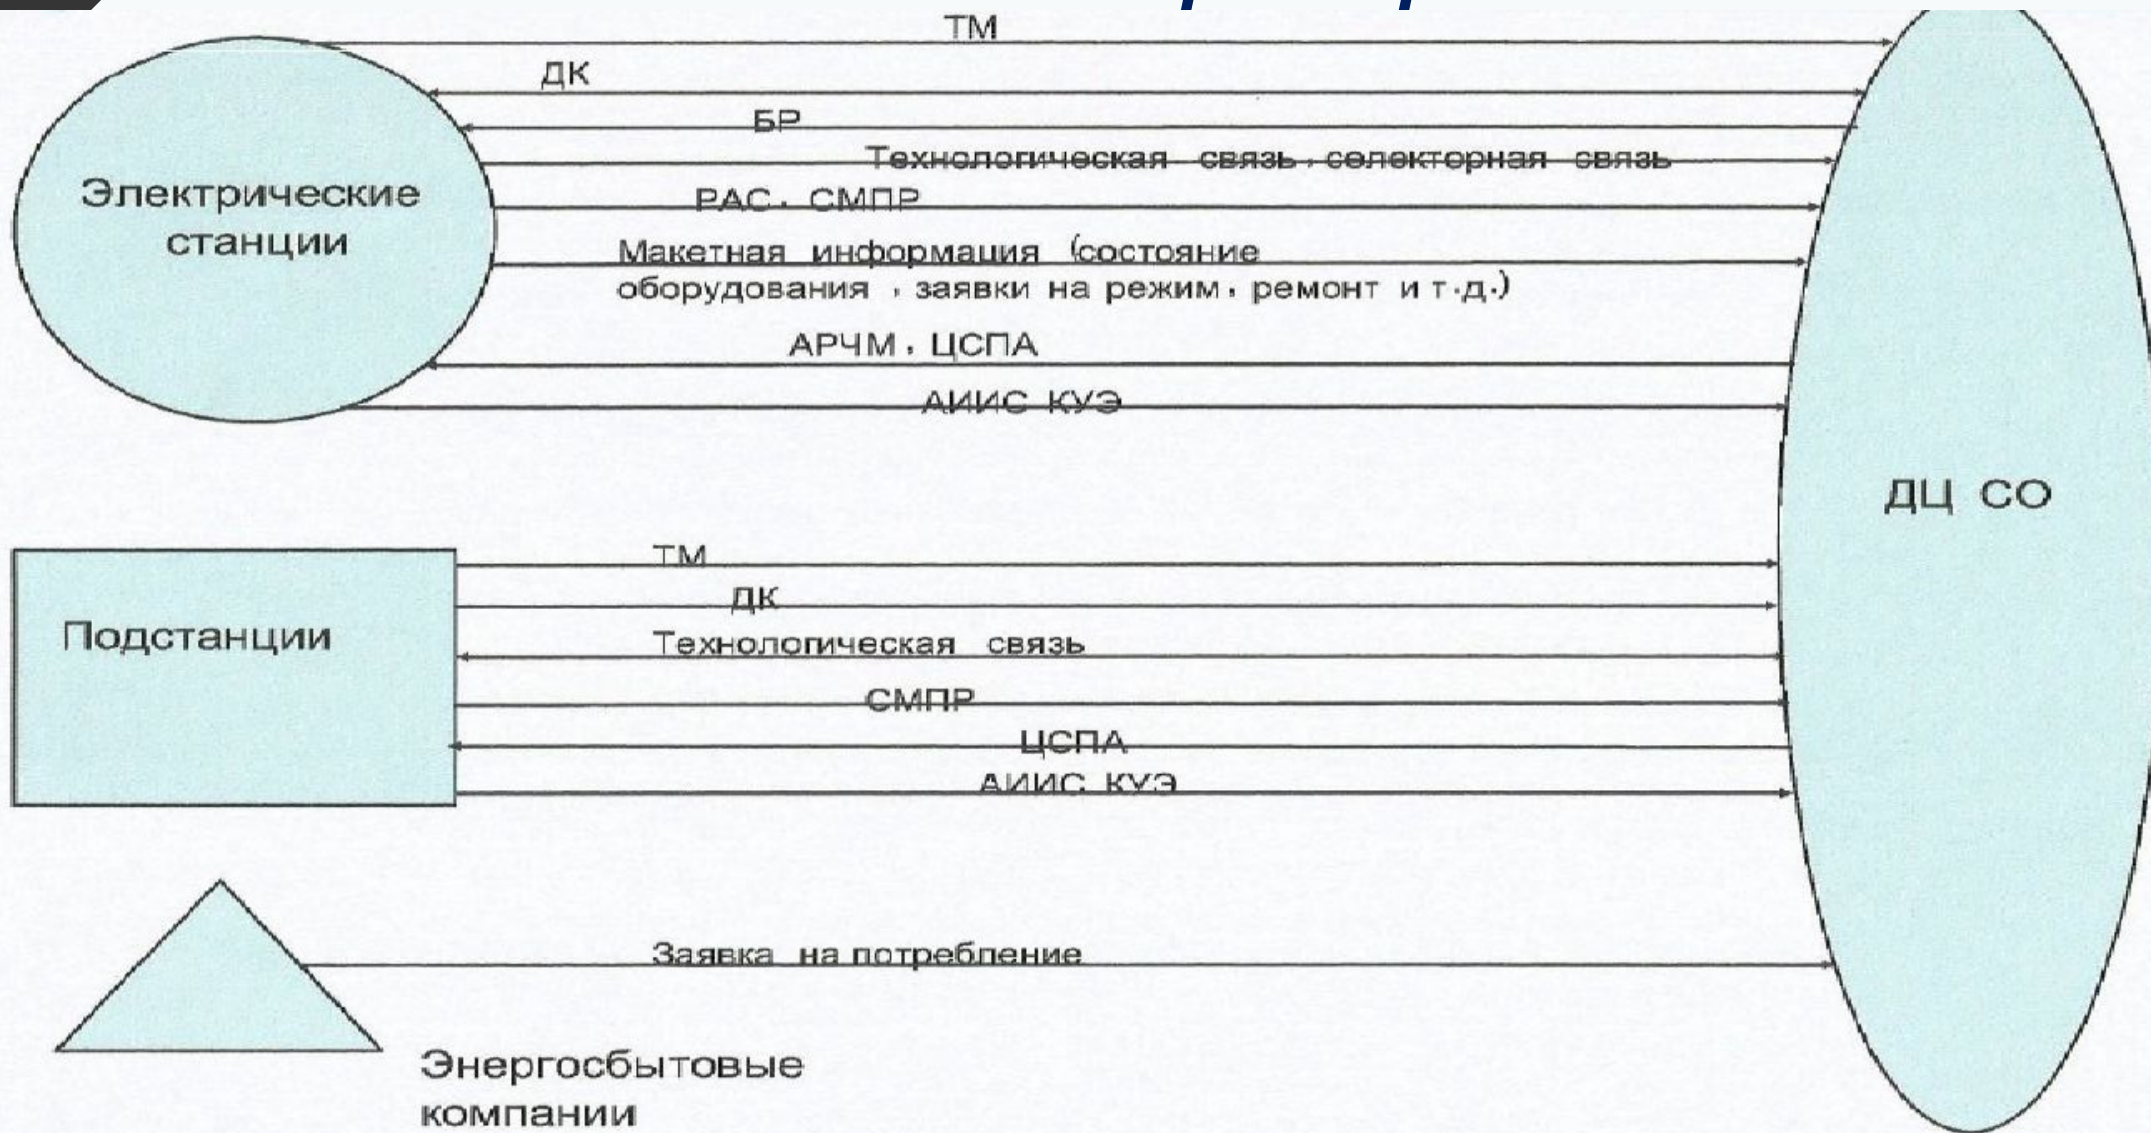 ТМ
ДК
БР
Технологическая связь, селекторная связь
РАС, СМПР
Электрические
станции
Макетная информация (состояние
оборудования , заявки на режим, ремонт и т.д.)
АРЧМ, ЦСПА
АИИС КУЭ
ДЦ СО
ТМ
ДК
Подстанции
Технологическая связь
СМПР
ЦСПА
АИИС КУЭ
Заявка на потребление
Энергосбытовые
компании